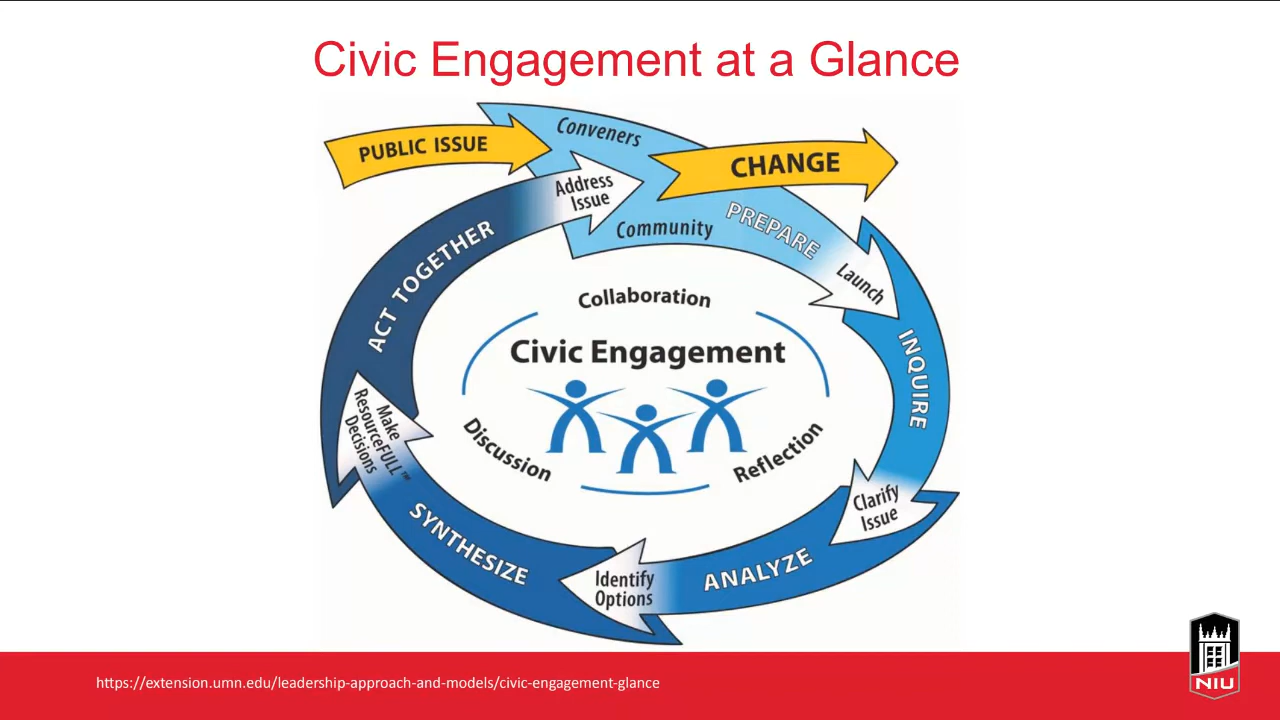 Civic Engagement at a Glance
PUBLIC ISSUE
Conveners
CHANGE
Address
Issue
Community
PREPARE
Launch
INQUIRE
Clarify
Issue
ANALYZE
Identify
Options
SYNTHESIZE
Make
ResourceFULL™
Decisions
ACT TOGETHER
Collaboration
Civic Engagement
Discussion
Reflection
https://extension.umn.edu/leadership-approach-and-models/civic-engagement-glance
NIU